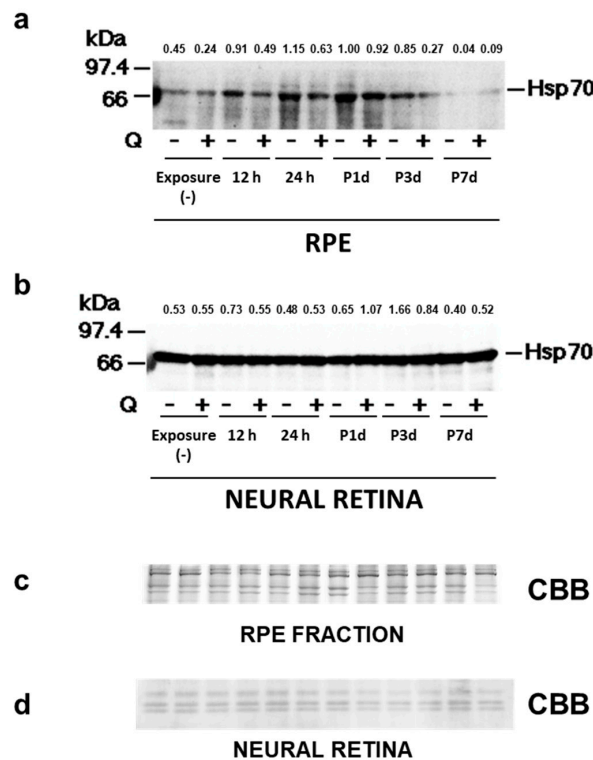 a
kDa
0.45 0.24 0.91 0.49 1.15 0.63 1.00 0.92 0.85 0.27 0.04 0.09
97.4
66
Hsp70
Q - + - + - + - + - + - +
Exposure (-) 12 h 24 h P1d P3d P7d
RPE
b
kDa
0.53 0.55 0.73 0.55 0.48 0.53 0.65 1.07 1.66 0.84 0.40 0.52
97.4
66
Hsp70
Q - + - + - + - + - + - +
Exposure (-) 12 h 24 h P1d P3d P7d
NEURAL RETINA
c
CBB
RPE FRACTION
d
CBB
NEURAL RETINA